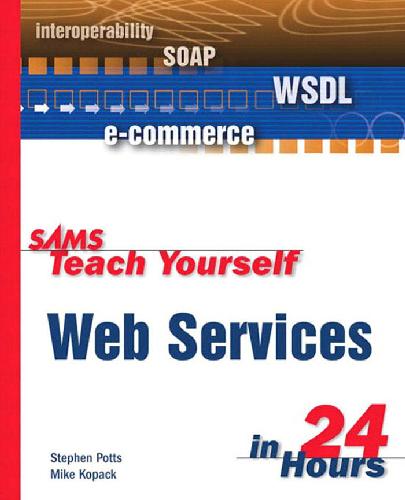 interoperability
SOAP
WSDL
e-commerce
SAMS
Teach Yourself
Web Services
in 24
Hours
Stephen Potts
Mike Kopack